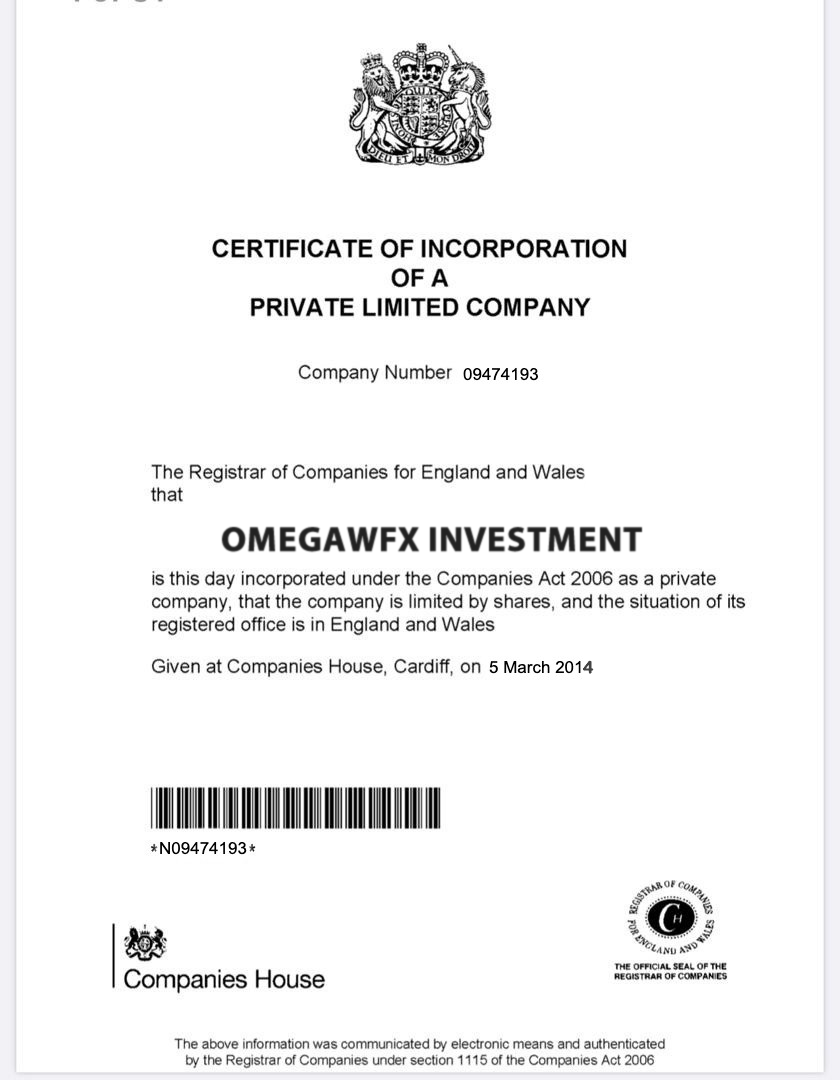 QUI
HONI
DIEU ET MON DROIT
CERTIFICATE OF INCORPORATION
OF A
PRIVATE LIMITED COMPANY
Company Number 09474193
The Registrar of Companies for England and Wales
that
OMEGAWFX INVESTMENT
is this day incorporated under the Companies Act 2006 as a private
company, that the company is limited by shares, and the situation of its
registered office is in England and Wales
Given at Companies House, Cardiff, on 5 March 2014
*N09474193*
Companies House
REGISTRAR OF COMPANIES
FOR ENGLAND AND WALES
CH
THE OFFICIAL SEAL OF THE
REGISTRAR OF COMPANIES
The above information was communicated by electronic means and authenticated
by the Registrar of Companies under section 1115 of the Companies Act 2006